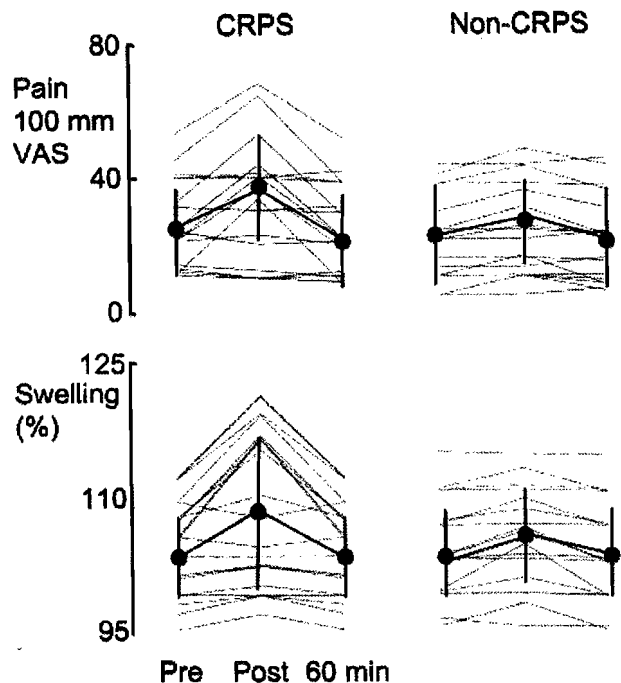 CRPS Non-CRPS
80
Pain
100 mm
VAS
40
0
125
Swelling
(%)
110
95
Pre Post 60 min